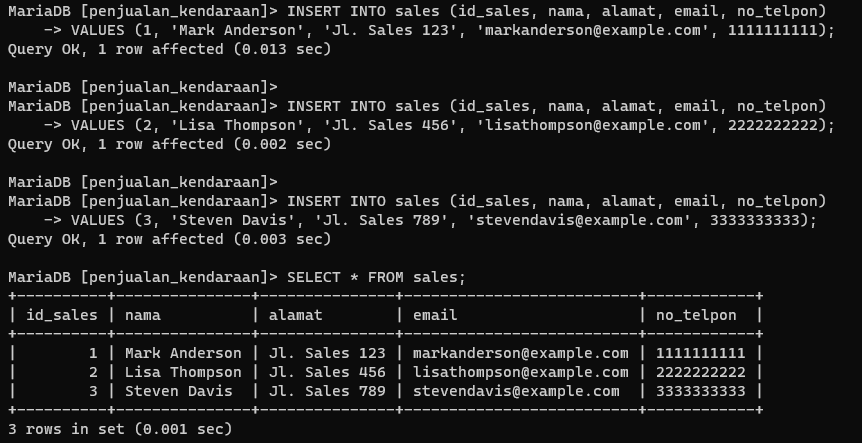 MariaDB [penjualan_kendaraan]> INSERT INTO sales (id_sales, nama, alamat, email, no_telpon)
    -> VALUES (1, 'Mark Anderson', 'Jl. Sales 123', 'markanderson@example.com', 1111111111);
Query OK, 1 row affected (0.013 sec)

MariaDB [penjualan_kendaraan]>
MariaDB [penjualan_kendaraan]> INSERT INTO sales (id_sales, nama, alamat, email, no_telpon)
    -> VALUES (2, 'Lisa Thompson', 'Jl. Sales 456', 'lisathompson@example.com', 2222222222);
Query OK, 1 row affected (0.002 sec)

MariaDB [penjualan_kendaraan]>
MariaDB [penjualan_kendaraan]> INSERT INTO sales (id_sales, nama, alamat, email, no_telpon)
    -> VALUES (3, 'Steven Davis', 'Jl. Sales 789', 'stevendavis@example.com', 3333333333);
Query OK, 1 row affected (0.003 sec)

MariaDB [penjualan_kendaraan]> SELECT * FROM sales;
+----------+---------------+---------------+--------------------------+------------+
| id_sales | nama          | alamat        | email                    | no_telpon  |
+----------+---------------+---------------+--------------------------+------------+
|        1 | Mark Anderson | Jl. Sales 123 | markanderson@example.com | 1111111111 |
|        2 | Lisa Thompson | Jl. Sales 456 | lisathompson@example.com | 2222222222 |
|        3 | Steven Davis  | Jl. Sales 789 | stevendavis@example.com  | 3333333333 |
+----------+---------------+---------------+--------------------------+------------+
3 rows in set (0.001 sec)